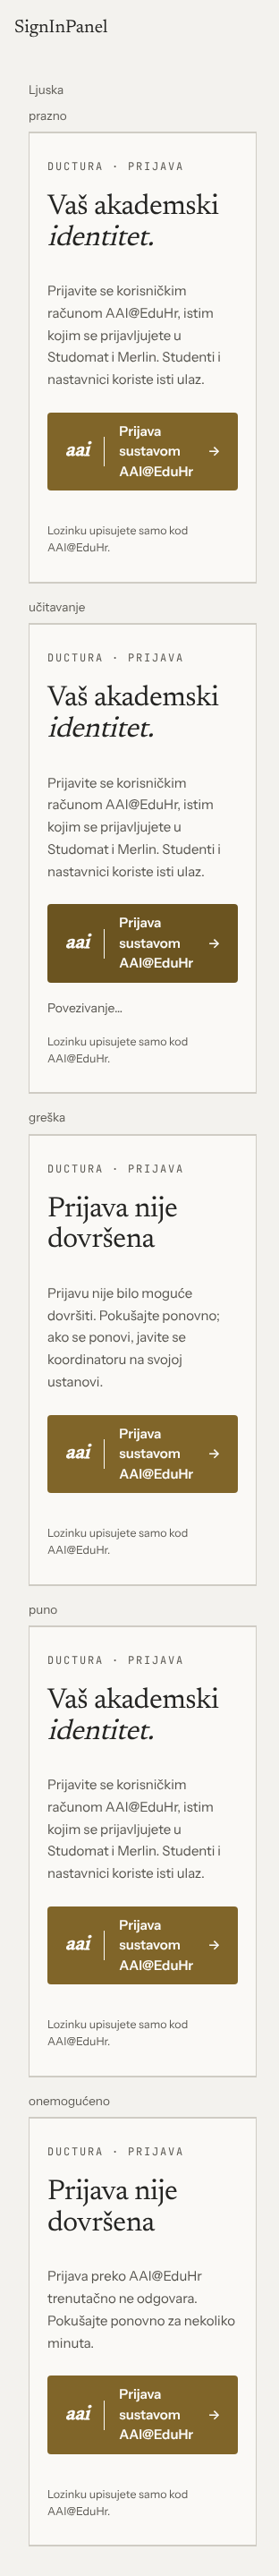 SignInPanel
Ljuska
prazno
DUCTURA · PRIJAVA
Vaš akademski
identitet.
Prijavite se korisničkim
računom AAI@EduHr, istim
kojim se prijavljujete u
Studomat i Merlin. Studenti i
nastavnici koriste isti ulaz.
aai
Prijava
sustavom
AAI@EduHr
→
Lozinku upisujete samo kod
AAI@EduHr.
učitavanje
DUCTURA · PRIJAVA
Vaš akademski
identitet.
Prijavite se korisničkim
računom AAI@EduHr, istim
kojim se prijavljujete u
Studomat i Merlin. Studenti i
nastavnici koriste isti ulaz.
aai
Prijava
sustavom
AAI@EduHr
→
Povezivanje…
Lozinku upisujete samo kod
AAI@EduHr.
greška
DUCTURA · PRIJAVA
Prijava nije
dovršena
Prijavu nije bilo moguće
dovršiti. Pokušajte ponovno;
ako se ponovi, javite se
koordinatoru na svojoj
ustanovi.
aai
Prijava
sustavom
AAI@EduHr
→
Lozinku upisujete samo kod
AAI@EduHr.
puno
DUCTURA · PRIJAVA
Vaš akademski
identitet.
Prijavite se korisničkim
računom AAI@EduHr, istim
kojim se prijavljujete u
Studomat i Merlin. Studenti i
nastavnici koriste isti ulaz.
aai
Prijava
sustavom
AAI@EduHr
→
Lozinku upisujete samo kod
AAI@EduHr.
onemogućeno
DUCTURA · PRIJAVA
Prijava nije
dovršena
Prijava preko AAI@EduHr
trenutačno ne odgovara.
Pokušajte ponovno za nekoliko
minuta.
aai
Prijava
sustavom
AAI@EduHr
→
Lozinku upisujete samo kod
AAI@EduHr.